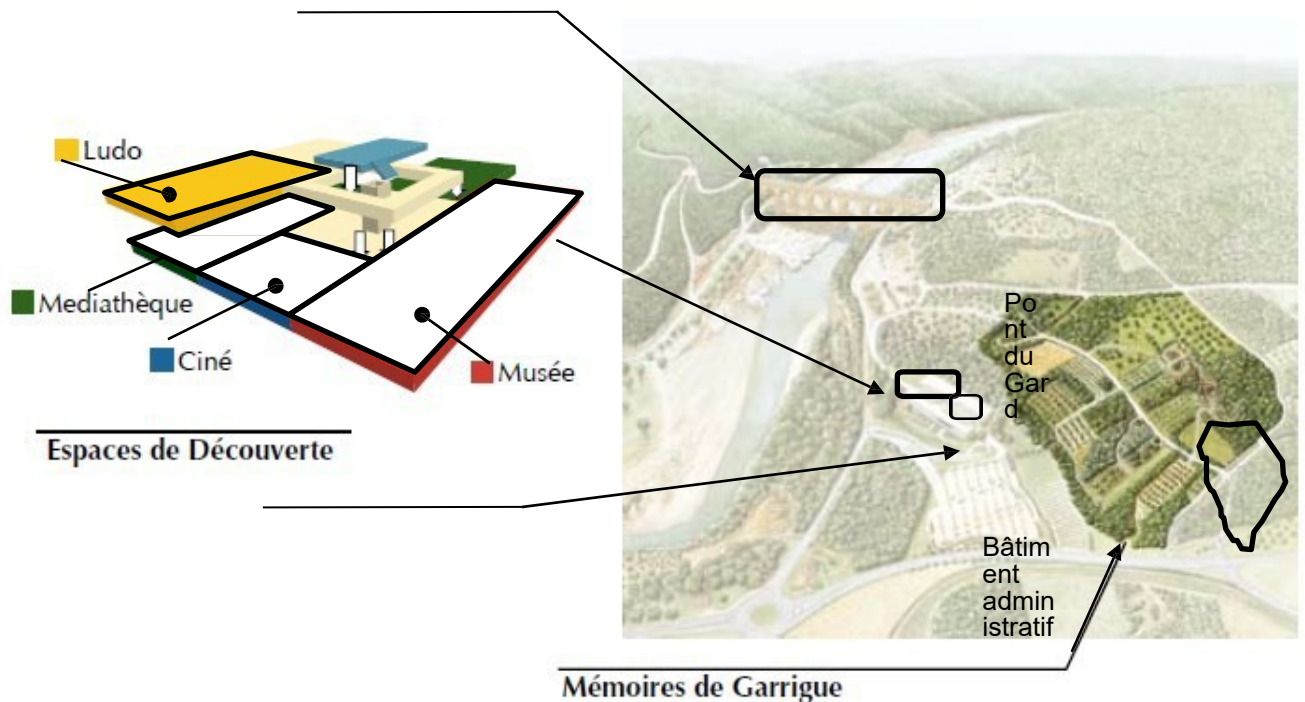 Ludo
Mediathèque
Ciné
Musée
Espaces de Découverte
Po
nt
du
Gar
d
Bâtim
ent
admin
istratif
Mémoires de Garrigue